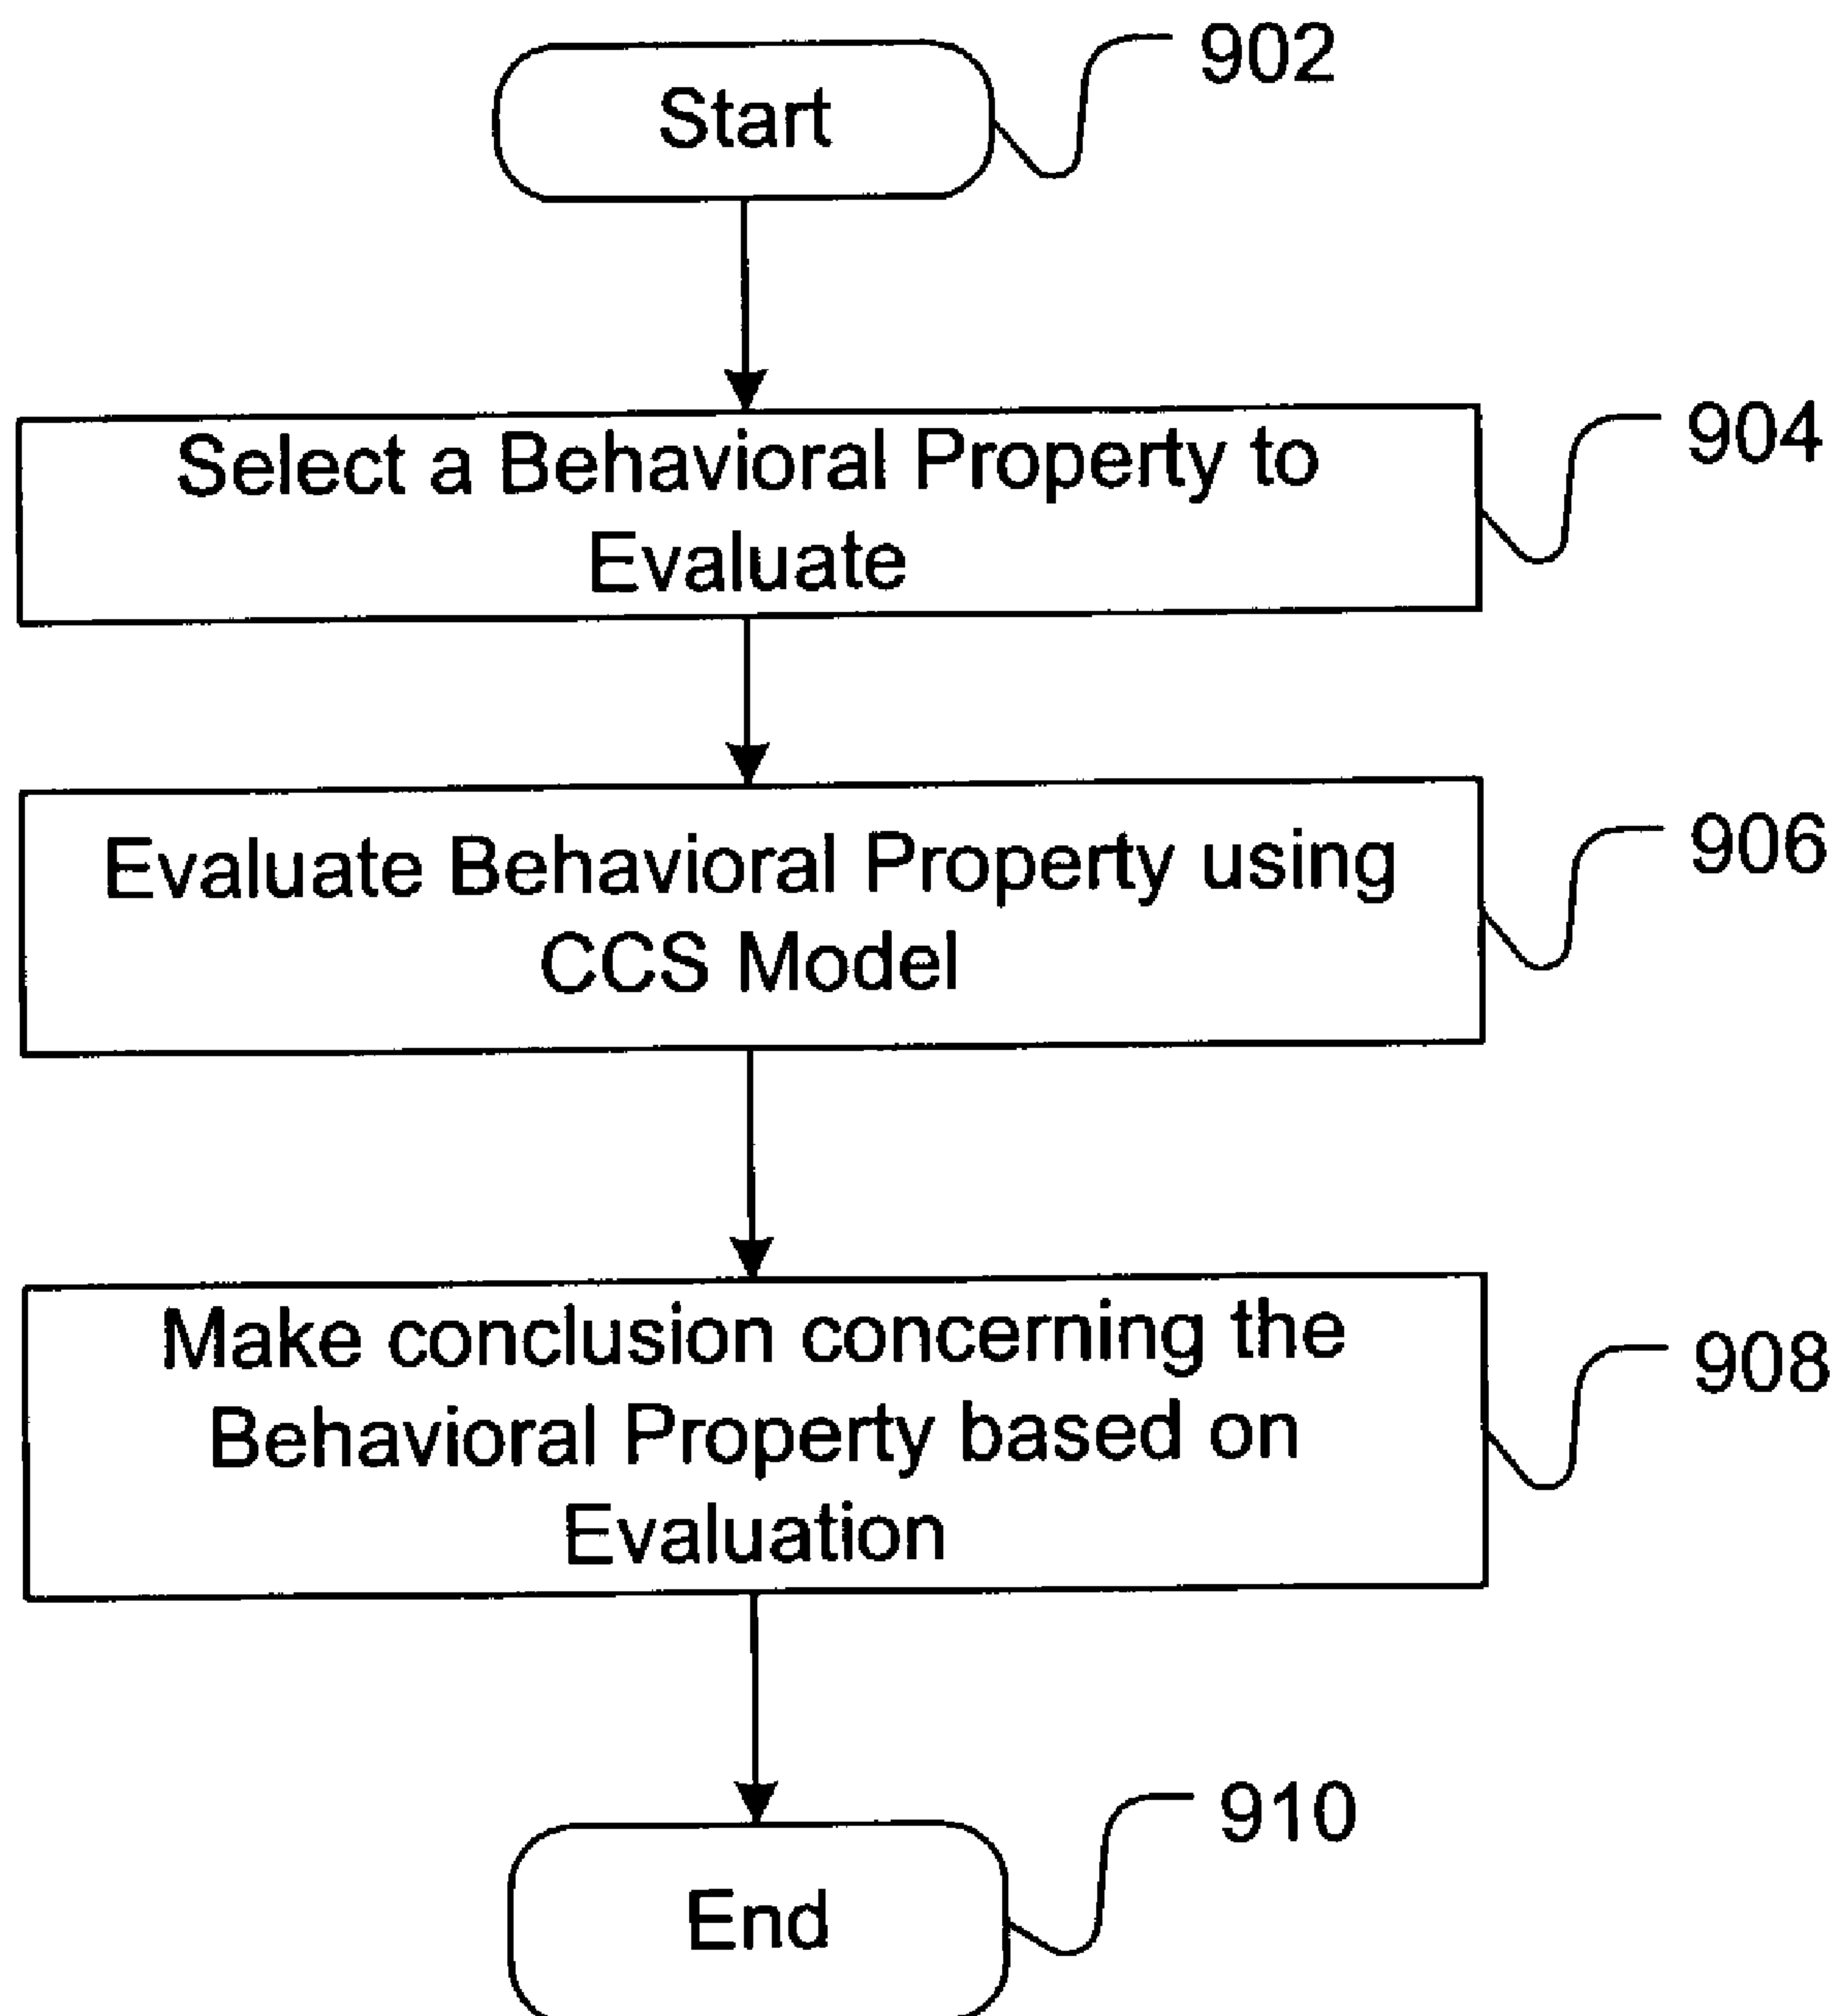 Start
902
Select a Behavioral Property to
Evaluate
904
Evaluate Behavioral Property using
CCS Model
906
Make conclusion concerning the
Behavioral Property based on
Evaluation
908
End
910